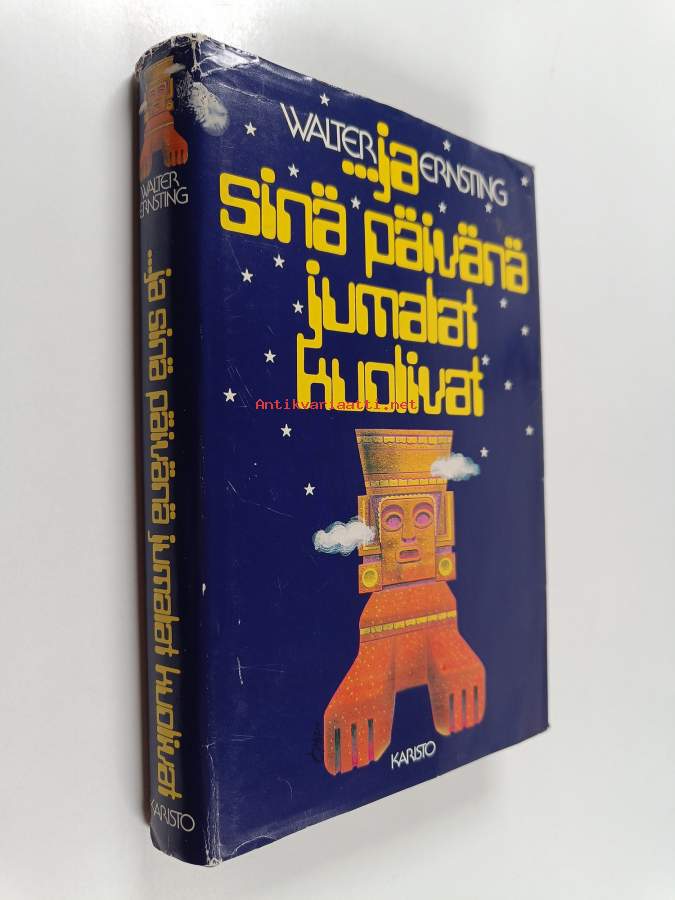 WALTER ERNSTING
...ja
sinä päivänä
jumalat
kuolivat
Antikvariaatti.net
KARISTO
WALTER
ERNSTING
...ja sinä päivänä jumalat kuolivat
KARISTO